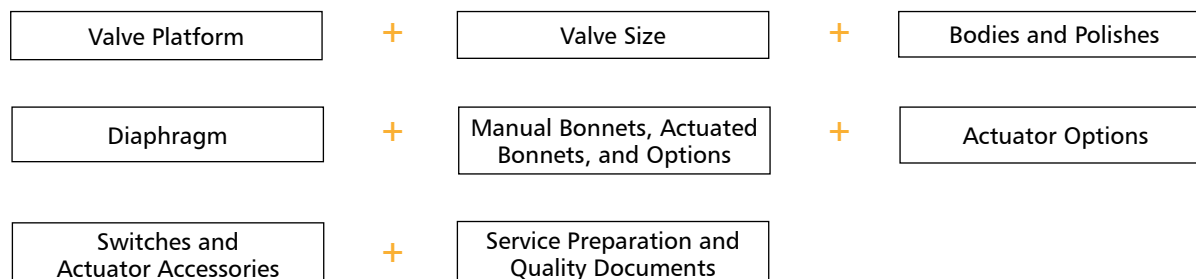 Valve Platform + Valve Size + Bodies and Polishes
Diaphragm + Manual Bonnets, Actuated
Bonnets, and Options + Actuator Options
Switches and
Actuator Accessories + Service Preparation and
Quality Documents